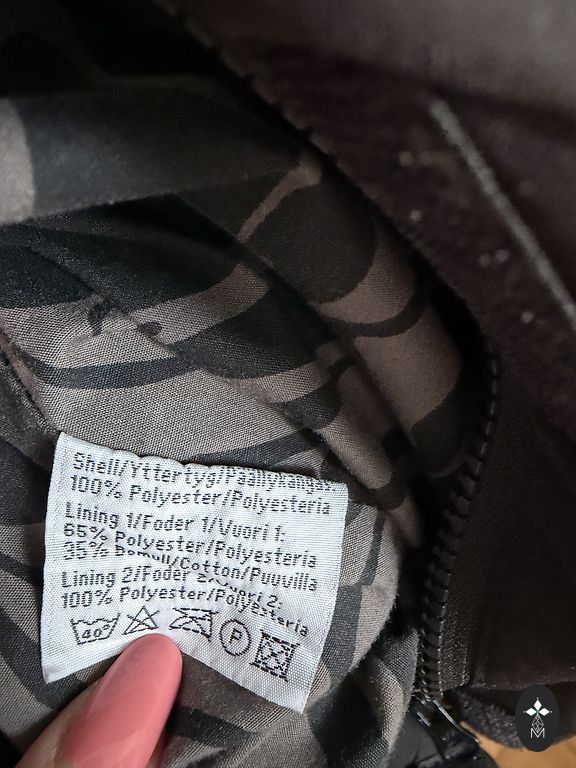 Shell/Yttertyg/Päällykangas:
100% Polyester/Polyesteria
Lining 1/Foder 1/Vuori 1:
65% Polyester/Polyesteria
35% Bomull/Cotton/Puuvilla
Lining 2/Foder 2/Vuori 2:
100% Polyester/Polyesteria
40 P
M